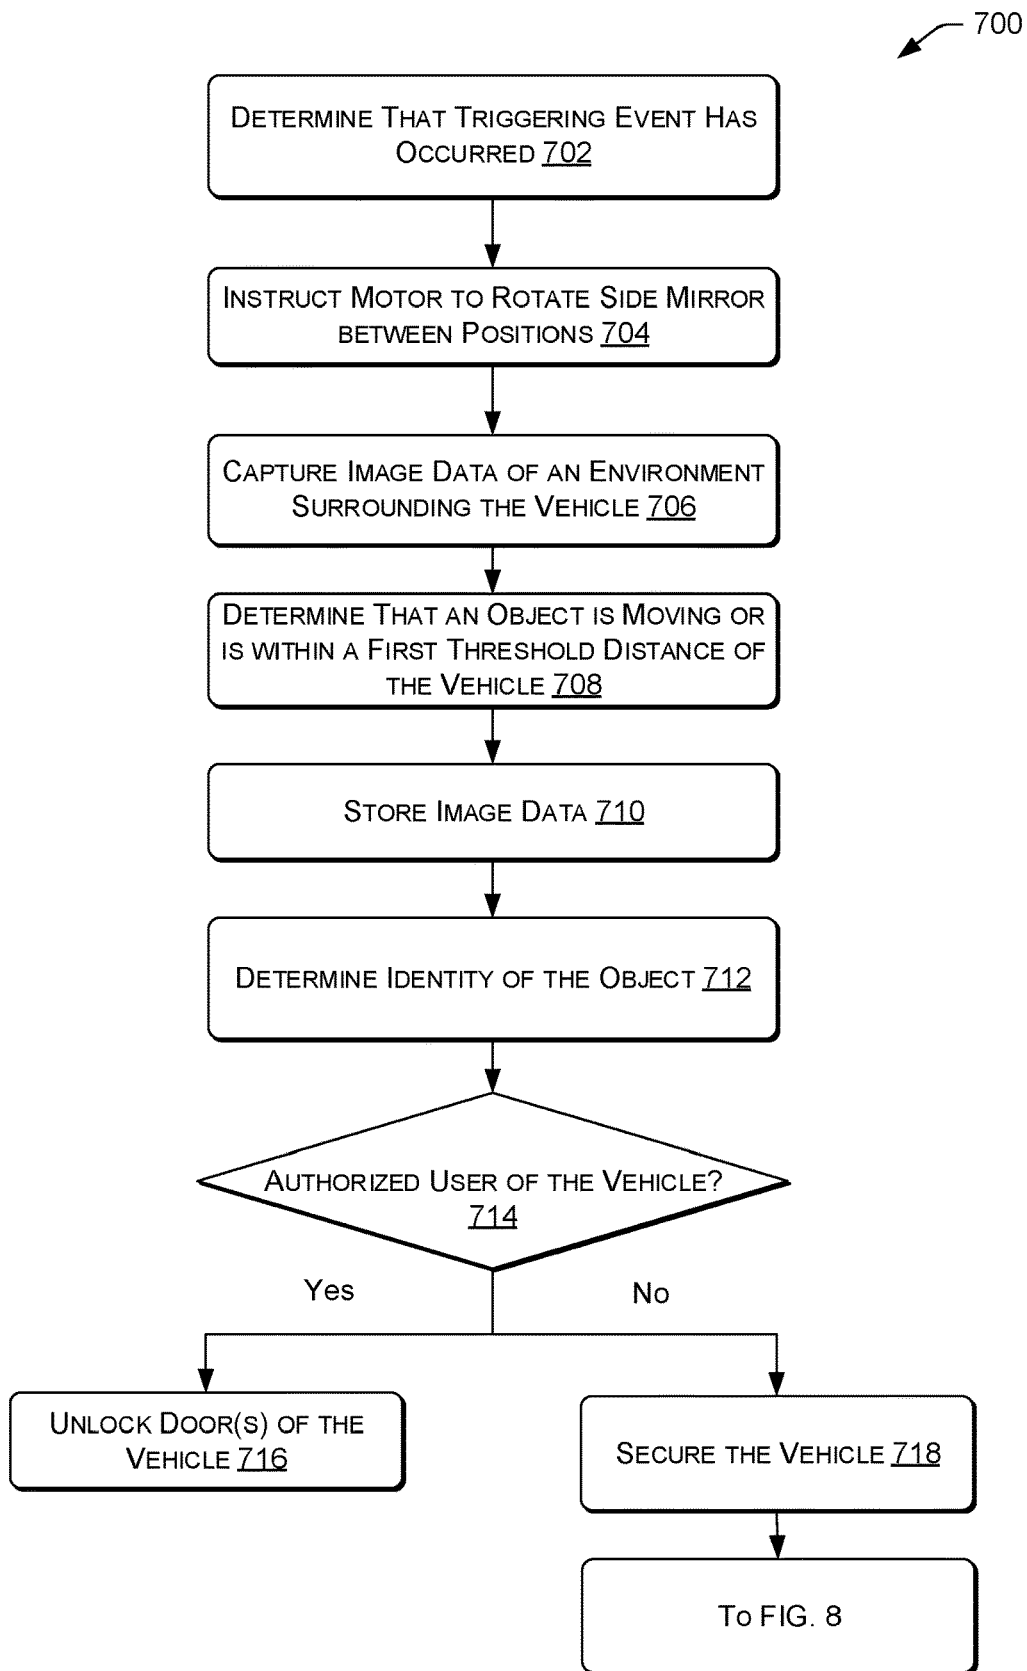 700
DETERMINE THAT TRIGGERING EVENT HAS
OCCURRED 702
INSTRUCT MOTOR TO ROTATE SIDE MIRROR
BETWEEN POSITIONS 704
CAPTURE IMAGE DATA OF AN ENVIRONMENT
SURROUNDING THE VEHICLE 706
DETERMINE THAT AN OBJECT IS MOVING OR
IS WITHIN A FIRST THRESHOLD DISTANCE OF
THE VEHICLE 708
STORE IMAGE DATA 710
DETERMINE IDENTITY OF THE OBJECT 712
AUTHORIZED USER OF THE VEHICLE?
714
Yes
No
UNLOCK DOOR(S) OF THE
VEHICLE 716
SECURE THE VEHICLE 718
TO FIG. 8